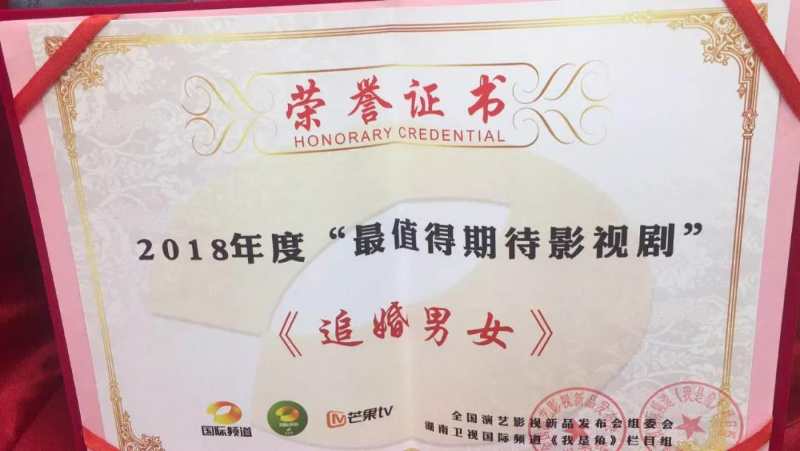 荣誉证书
HONORARY CREDENTIAL
2018年度“最值得期待影视剧”
《追婚男女》
国际频道
芒果tv
全国演艺影视新品发布会组委会
湖南卫视国际频道《我是角》栏目组